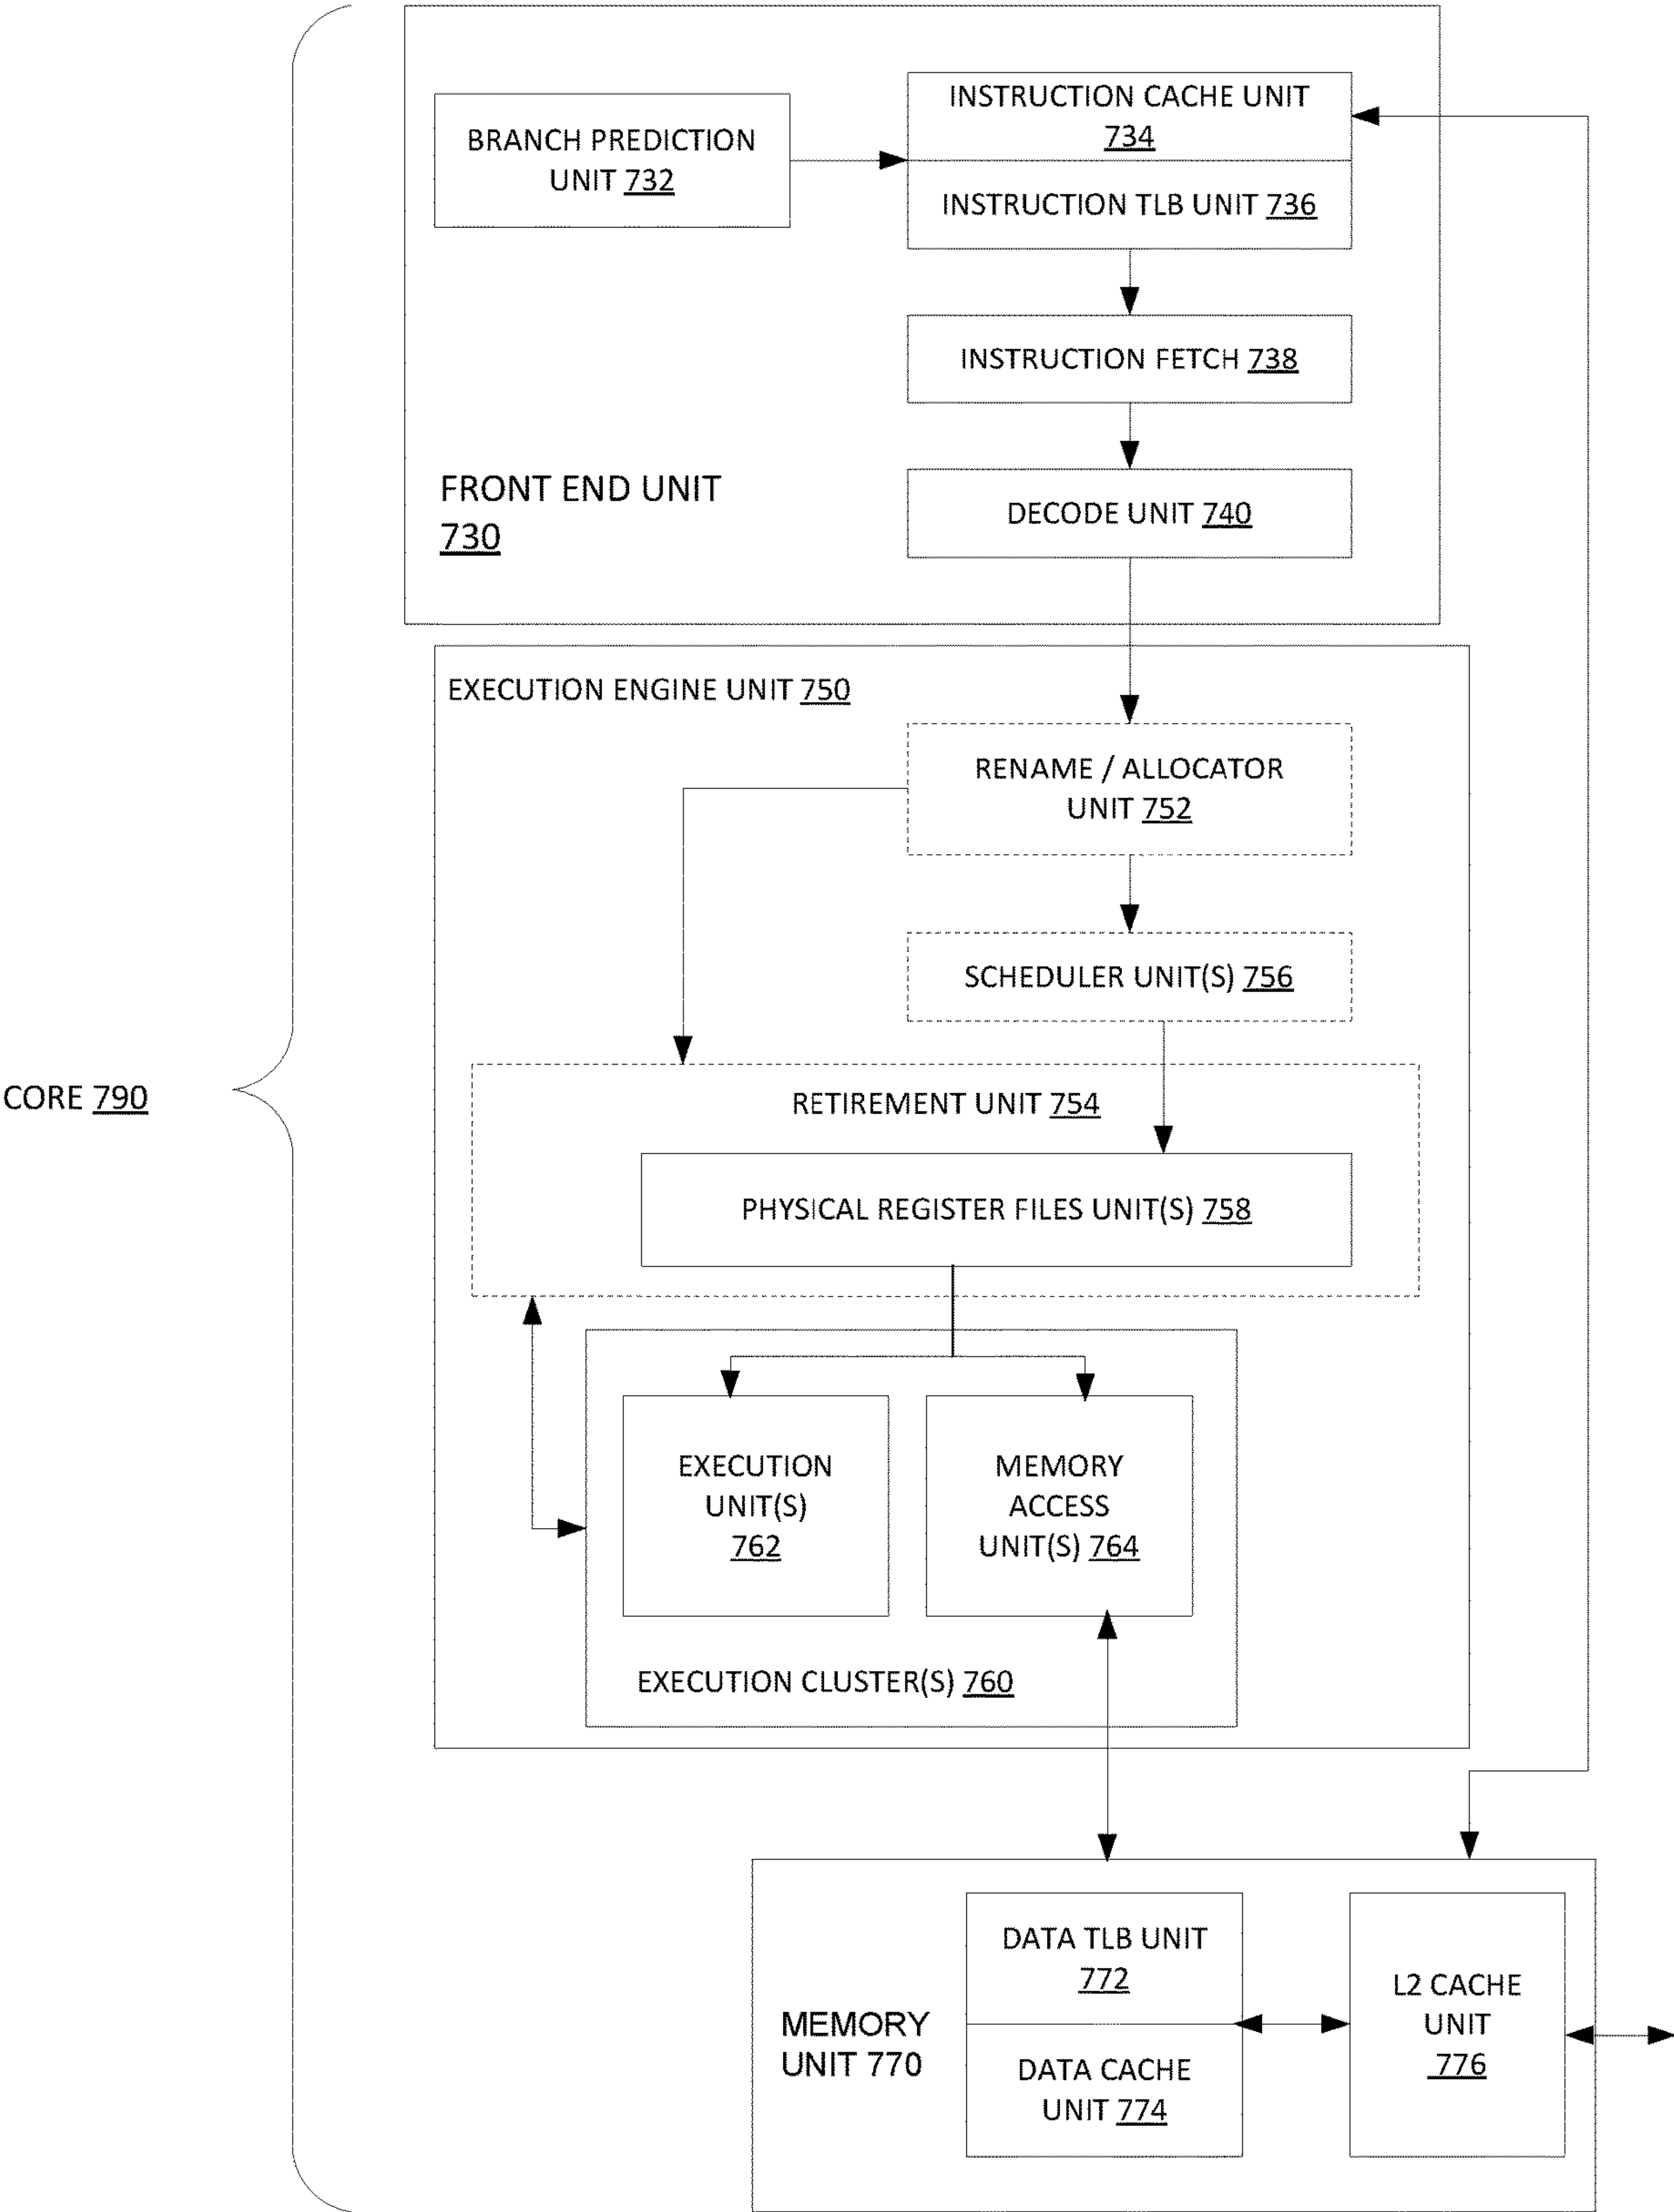 INSTRUCTION CACHE UNIT
734
BRANCH PREDICTION
UNIT 732
INSTRUCTION TLB UNIT 736
INSTRUCTION FETCH 738
FRONT END UNIT
730
DECODE UNIT 740
EXECUTION ENGINE UNIT 750
RENAME / ALLOCATOR
UNIT 752
SCHEDULER UNIT(S) 756
CORE 790
RETIREMENT UNIT 754
PHYSICAL REGISTER FILES UNIT(S) 758
EXECUTION
UNIT(S)
762
MEMORY
ACCESS
UNIT(S) 764
EXECUTION CLUSTER(S) 760
MEMORY
UNIT 770
DATA TLB UNIT
772
DATA CACHE
UNIT 774
L2 CACHE
UNIT
776